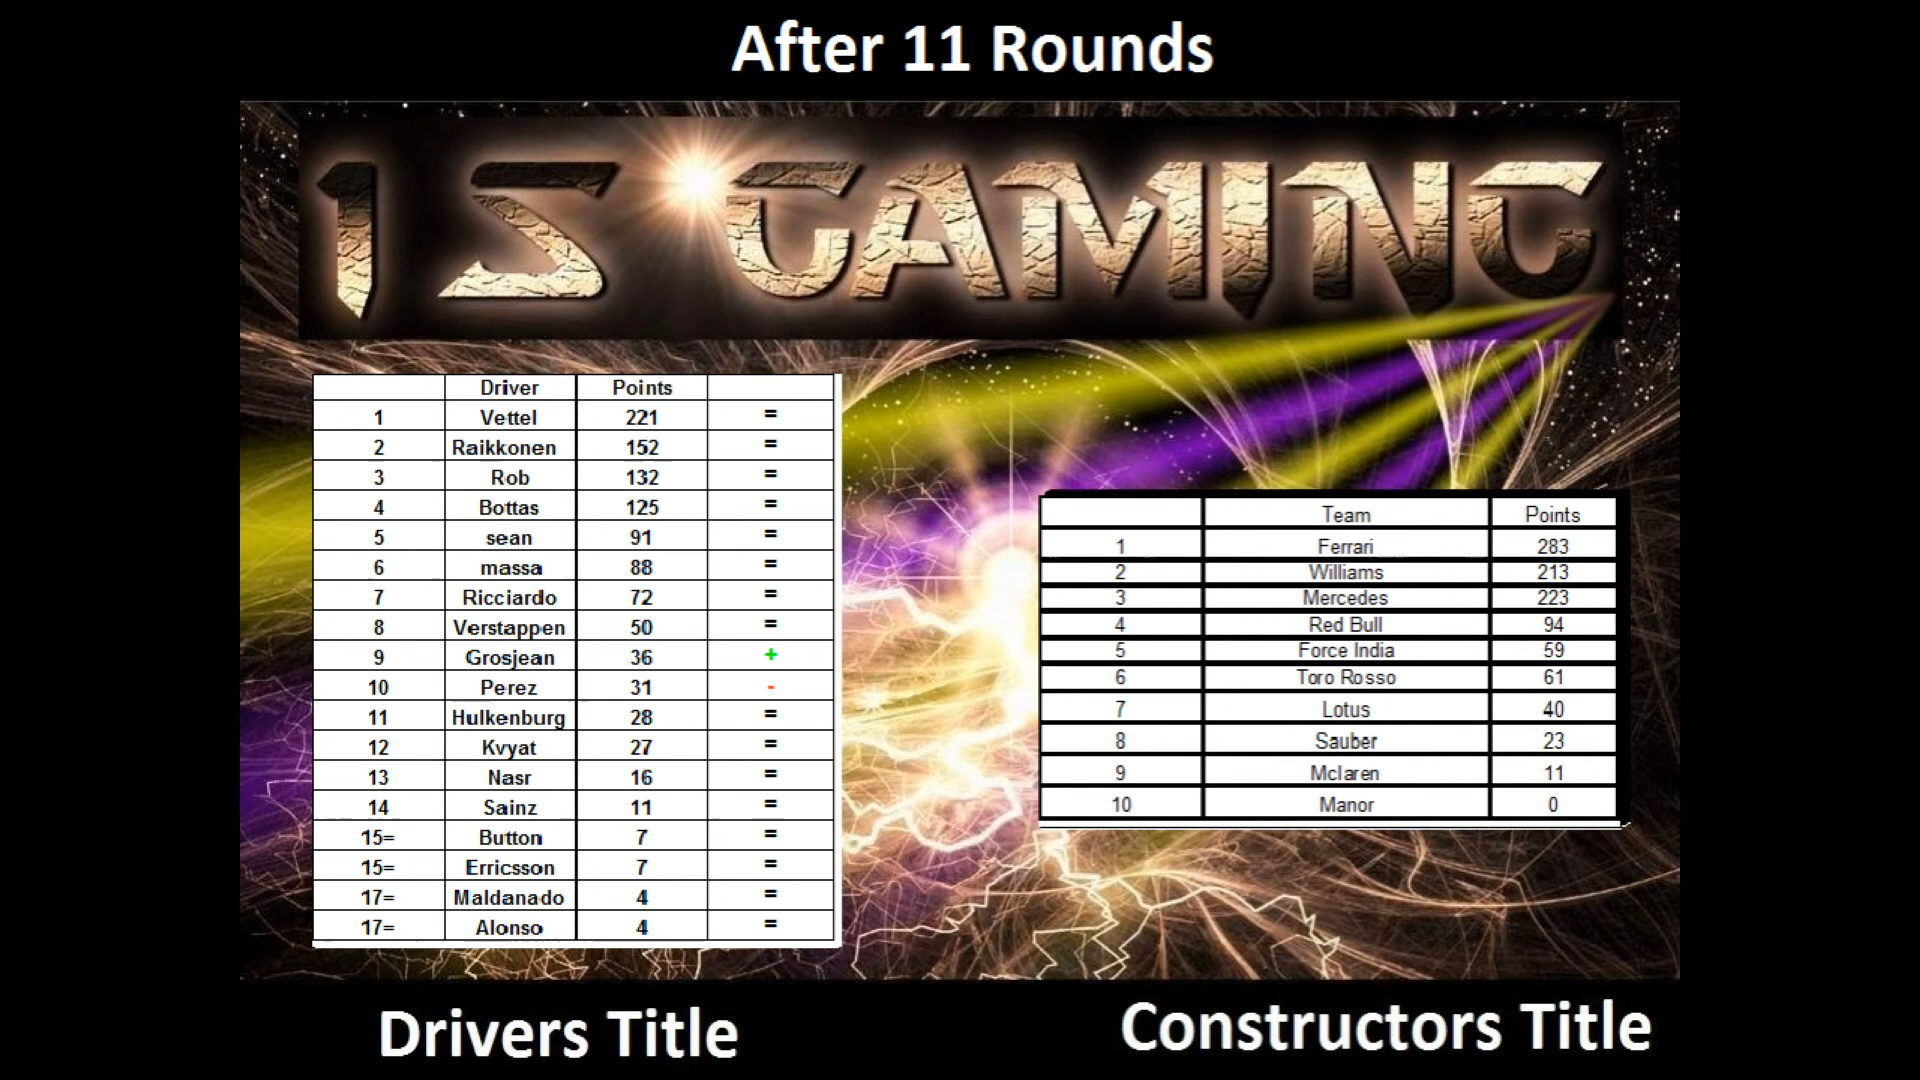 After 11 Rounds
1S GAMING
Driver Points
1 Vettel 221 =
2 Raikkonen 152 =
3 Rob 132 =
4 Bottas 125 =
5 sean 91 =
6 massa 88 =
7 Ricciardo 72 =
8 Verstappen 50 =
9 Grosjean 36 +
10 Perez 31 -
11 Hulkenburg 28 =
12 Kvyat 27 =
13 Nasr 16 =
14 Sainz 11 =
15= Button 7 =
15= Erricsson 7 =
17= Maldanado 4 =
17= Alonso 4 =
Team Points
1 Ferrari 283
2 Williams 213
3 Mercedes 223
4 Red Bull 94
5 Force India 59
6 Toro Rosso 61
7 Lotus 40
8 Sauber 23
9 Mclaren 11
10 Manor 0
Drivers Title
Constructors Title